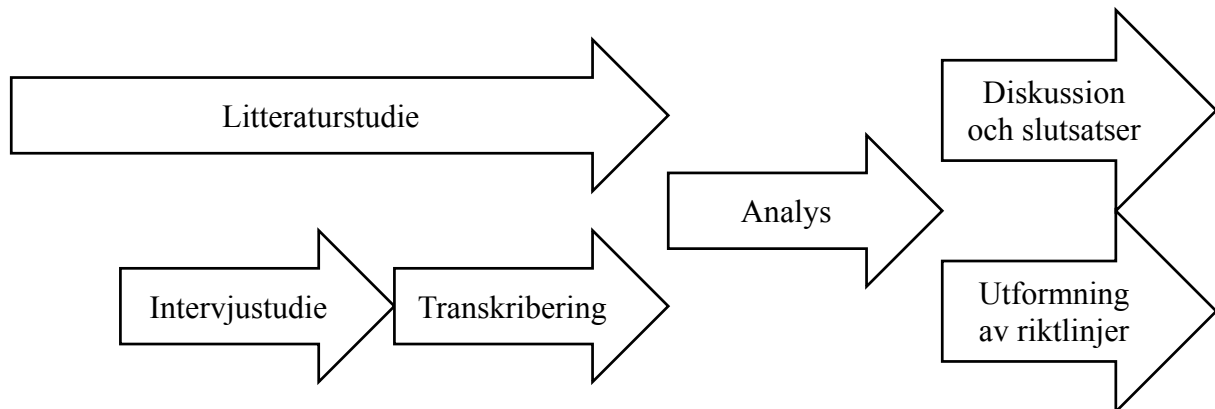 Litteraturstudie
Intervjustudie
Transkribering
Analys
Diskussion
och slutsatser
Utformning
av riktlinjer